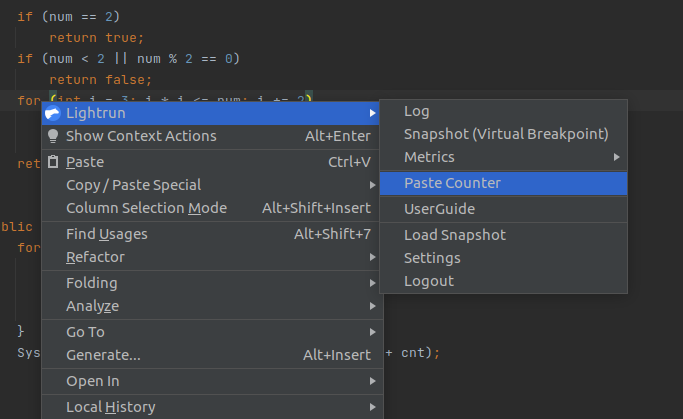 if (num == 2)
return true;
if (num < 2 || num % 2 == 0)
return false;
for (int i = 3; i * i <= num; i += 2)
Lightrun
Show Context Actions Alt+Enter
Paste Ctrl+V
Copy / Paste Special
Column Selection Mode Alt+Shift+Insert
Find Usages Alt+Shift+7
Refactor
Folding
Analyze
Go To
Generate... Alt+Insert
Open In
Local History
Log
Snapshot (Virtual Breakpoint)
Metrics
Paste Counter
UserGuide
Load Snapshot
Settings
Logout
ret
blic
for
}
Sys + cnt);